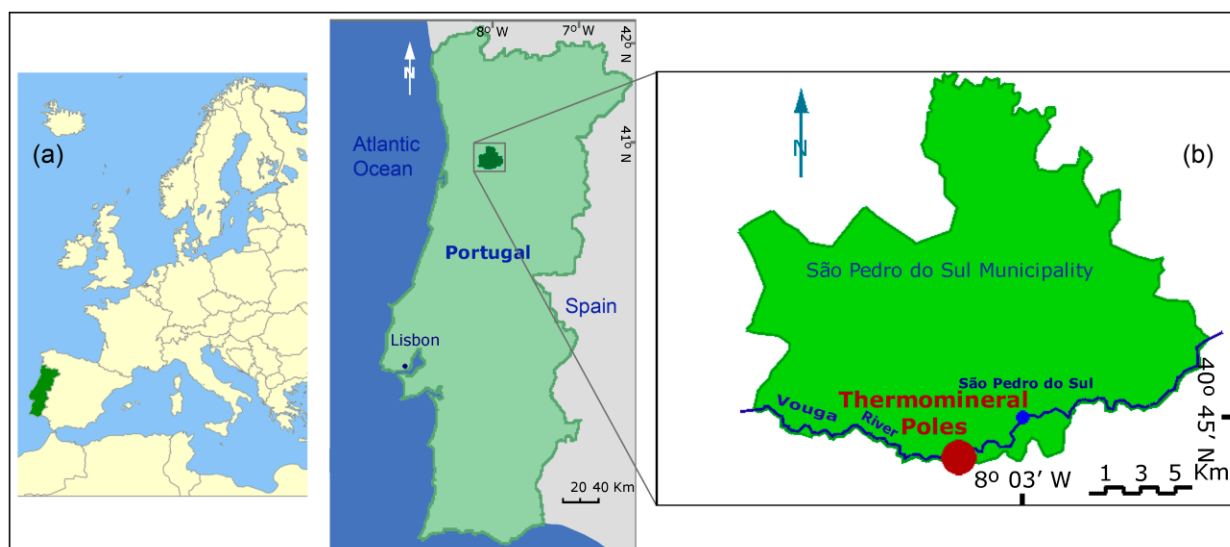 (a)
8º W
7º W
42º N
41º N
N
Atlantic
Ocean
Portugal
Spain
Lisbon
20 40 Km
(b)
N
São Pedro do Sul Municipality
São Pedro do Sul
Thermomineral
Poles
Vouga
River
40º 45' N
8º 03' W
1 3 5 Km